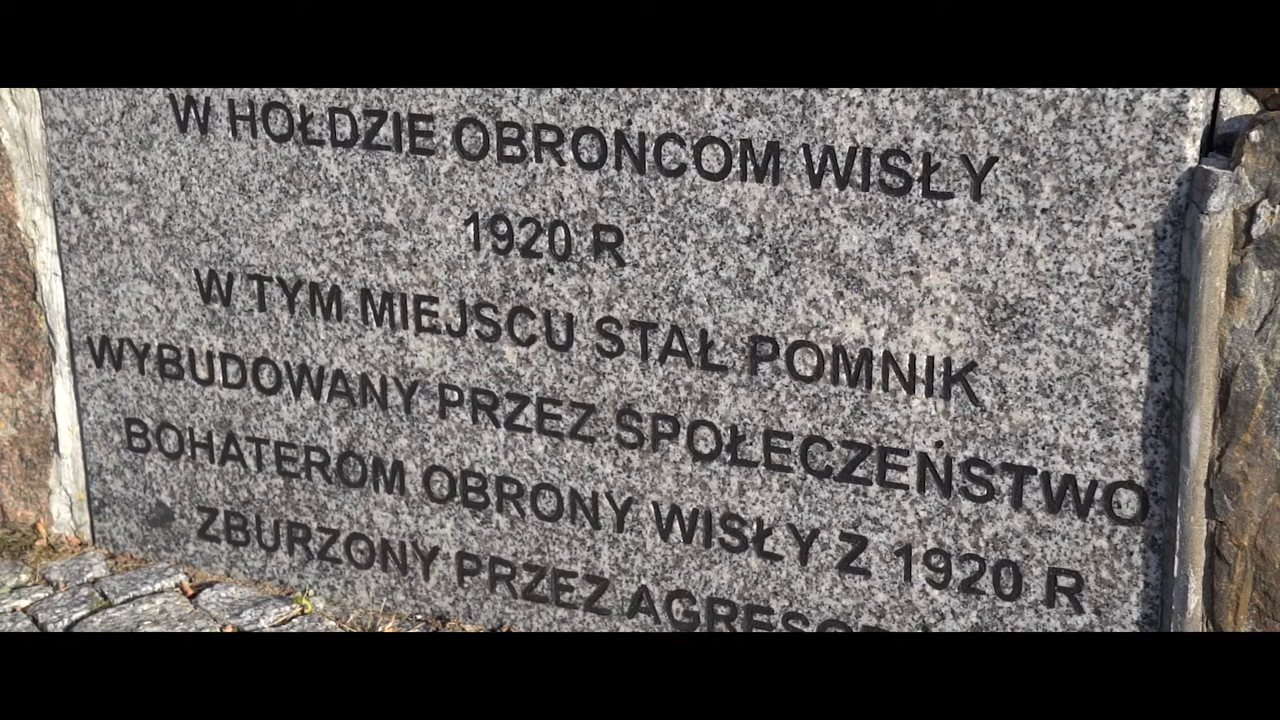 W HOŁDZIE OBROŃCOM WISŁY
1920 R
W TYM MIEJSCU STAŁ POMNIK
WYBUDOWANY PRZEZ SPOŁECZEŃSTWO
BOHATEROM OBRONY WISŁY Z 1920 R
ZBURZONY PRZEZ